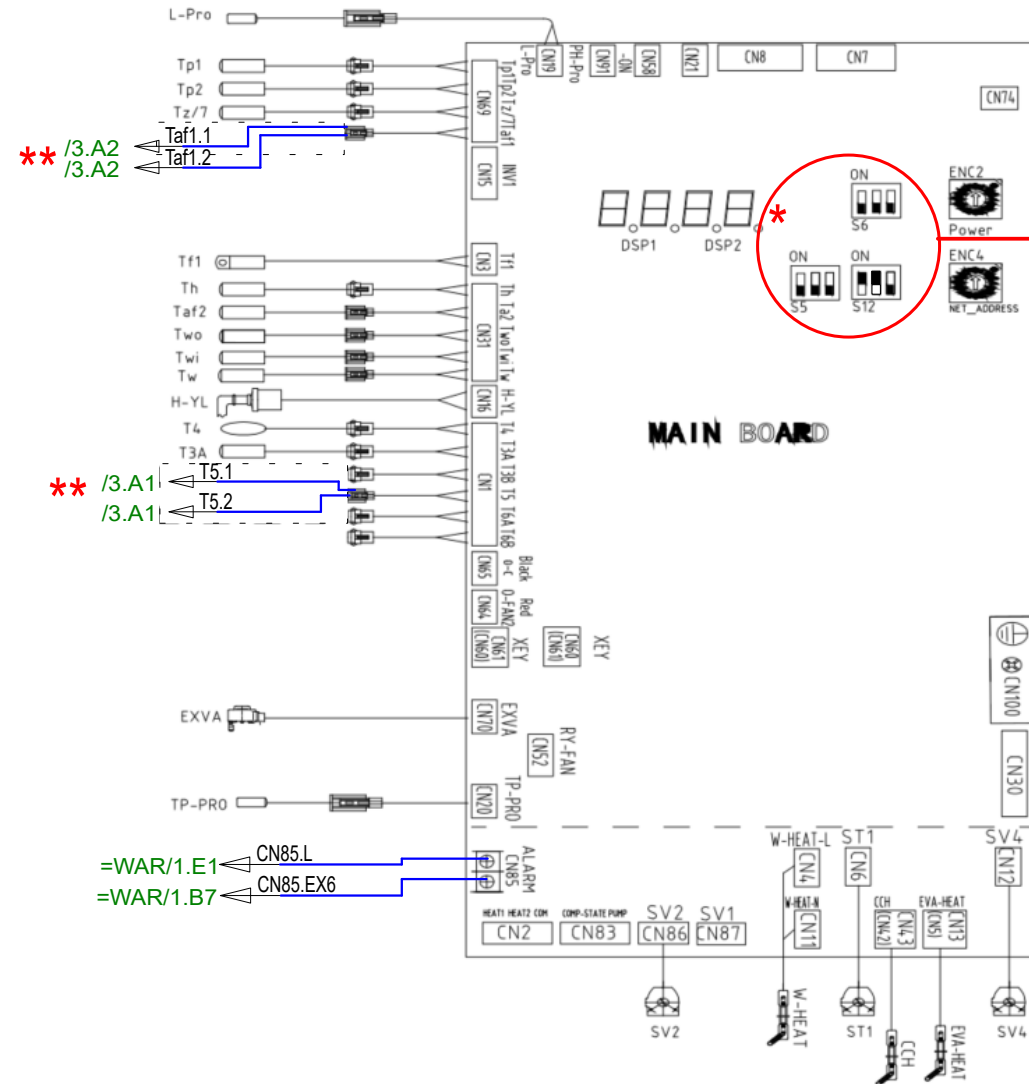 L-Pro
Tp1
Tp2
Tz/7
Taf1.1
Taf1.2
** /3.A2
/3.A2
L-Pro
CN19
PH-Pro
CN91
-ON
CN58
CN21
CN8
CN7
CN74
CN69
Tp1Tp2Tz/7Taf1
CN15
INV1
DSP1
DSP2
*
ON
S6
ON
S5
ON
S12
ENC2
Power
ENC4
NET_ADDRESS
Tf1
Th
Taf2
Two
Twi
Tw
H-YL
T4
T3A
CN3
Tf1
CN31
Th Ta2 TwoTwiTw
CN16
H-YL
CN1
T4 T3A T3B T5 T6AT6B
MAIN BOARD
** /3.A1
T5.1
/3.A1
T5.2
CN65
o-c
Black
CN64
O-FAN2
Red
CN61
(CN60)
XEY
CN60
(CN61)
XEY
CN100
CN30
EXVA
CN70
EXVA
CN52
RY-FAN
TP-PRO
CN20
TP-PRO
=WAR/1.E1
CN85.L
=WAR/1.B7
CN85.EX6
ALARM
CN85
HEAT1 HEAT2 COM
CN2
COMP-STATE PUMP
CN83
SV2
CN86
SV1
CN87
W-HEAT-L
CN4
W-HEAT-N
CN11
ST1
CN6
CCH
CN43
(CN42)
EVA-HEAT
CN13
(CN5)
SV4
CN12
SV2
W-HEAT
ST1
CCH
EVA-HEAT
SV4